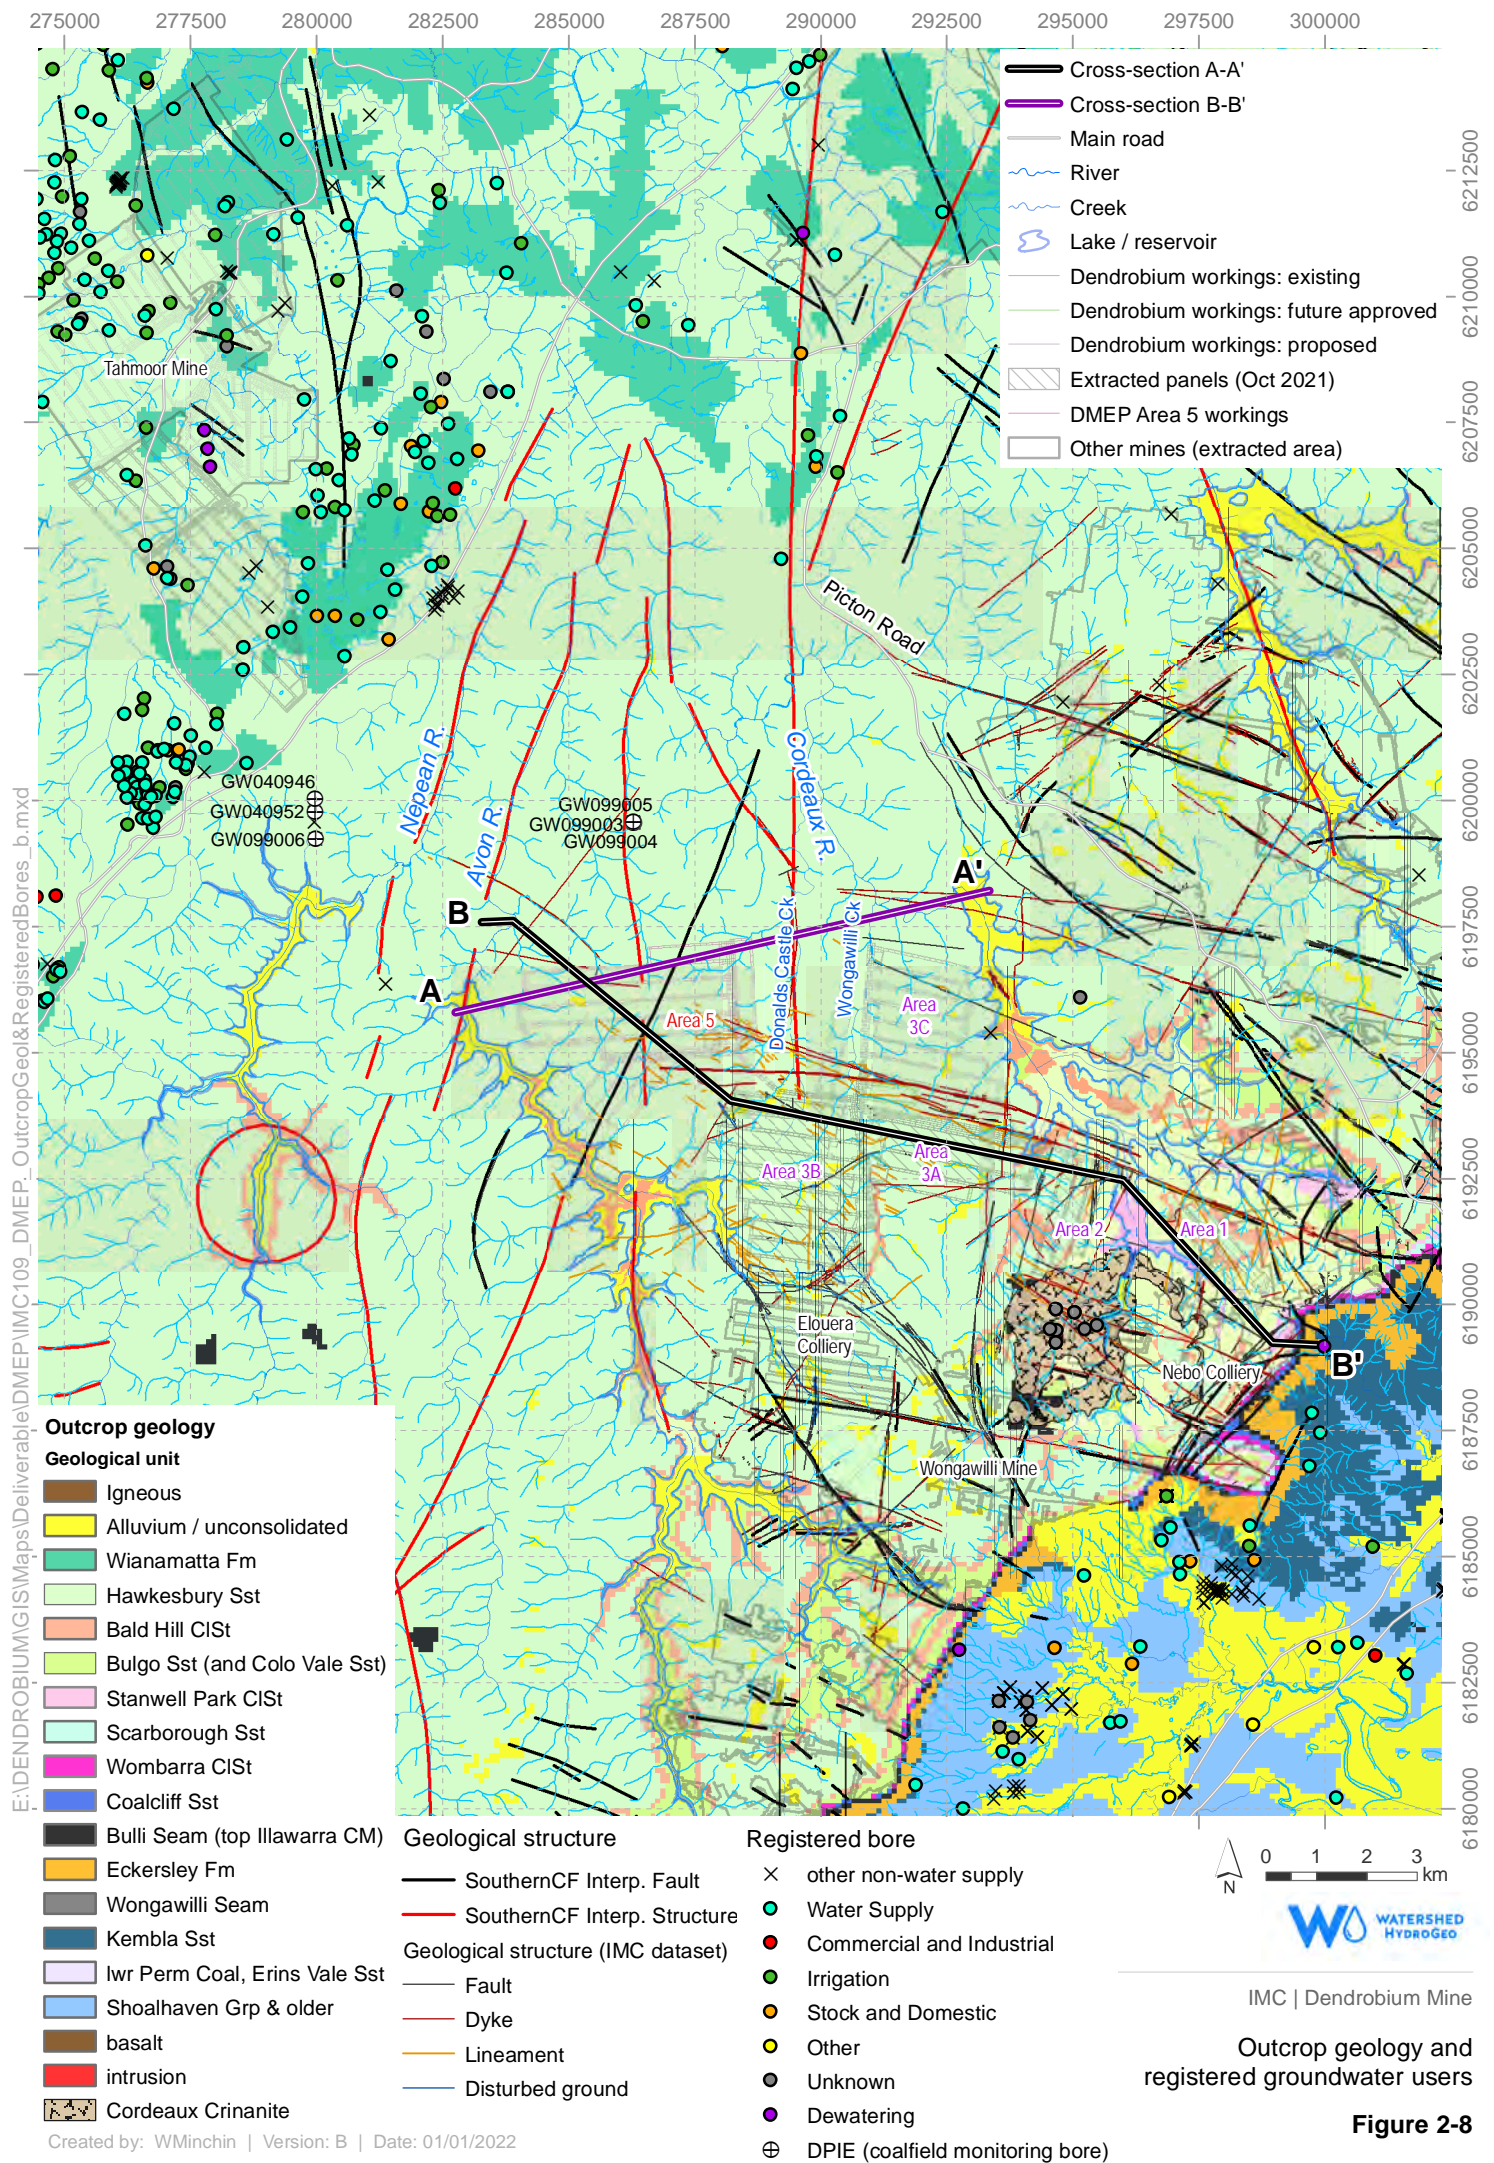 275000 277500 280000 282500 285000 287500 290000 292500 295000 297500 300000
Cross-section A-A'
Cross-section B-B'
Main road
River
Creek
Lake / reservoir
Dendrobium workings: existing
Dendrobium workings: future approved
Dendrobium workings: proposed
Extracted panels (Oct 2021)
DMEP Area 5 workings
Other mines (extracted area)
6212500
6210000
6207500
6205000
6202500
6200000
6197500
6195000
6192500
6190000
6187500
6185000
6182500
6180000
Tahmoor Mine
Picton Road
Nepean R.
Avon R.
Cordeaux R.
GW040946
GW040952
GW099006
GW099005
GW099003
GW099004
A'
B
A
Donalds Castle Ck
Wongawilli Ck
Area 5
Area
3C
Area 3B
Area
3A
Area 2
Area 1
Elouera
Colliery
Nebo Colliery
B'
Wongawilli Mine
E:\DENDROBIUM\GIS\Maps\Deliverable\DMEP\IMC109_DMEP_OutcropGeol&RegisteredBores_b.mxd
Outcrop geology
Geological unit
Igneous
Alluvium / unconsolidated
Wianamatta Fm
Hawkesbury Sst
Bald Hill ClSt
Bulgo Sst (and Colo Vale Sst)
Stanwell Park ClSt
Scarborough Sst
Wombarra ClSt
Coalcliff Sst
Bulli Seam (top Illawarra CM)
Eckersley Fm
Wongawilli Seam
Kembla Sst
lwr Perm Coal, Erins Vale Sst
Shoalhaven Grp & older
basalt
intrusion
Cordeaux Crinanite
Geological structure
SouthernCF Interp. Fault
SouthernCF Interp. Structure
Geological structure (IMC dataset)
Fault
Dyke
Lineament
Disturbed ground
Registered bore
other non-water supply
Water Supply
Commercial and Industrial
Irrigation
Stock and Domestic
Other
Unknown
Dewatering
DPIE (coalfield monitoring bore)
N
0 1 2 3
km
WATERSHED
HYDROGEO
IMC | Dendrobium Mine
Outcrop geology and
registered groundwater users
Figure 2-8
Created by: WMinchin | Version: B | Date: 01/01/2022